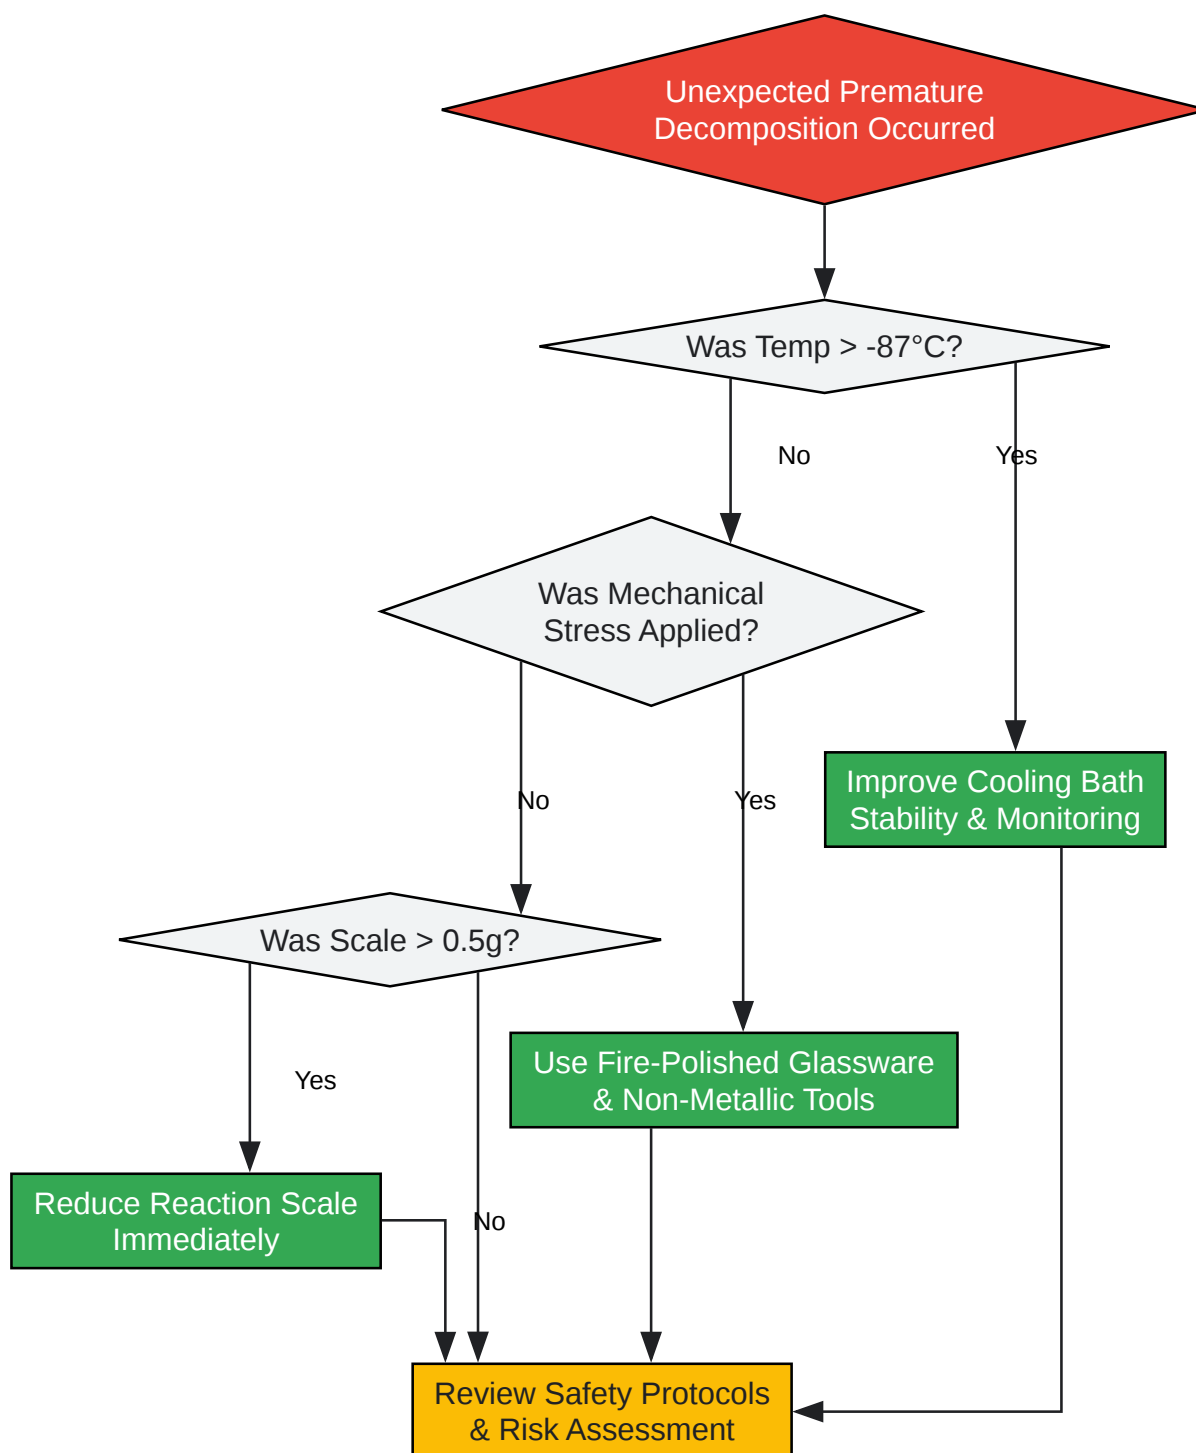 Unexpected Premature
Decomposition Occurred
Was Temp > -87°C?
No
Yes
Was Mechanical
Stress Applied?
Improve Cooling Bath
Stability & Monitoring
No
Yes
Was Scale > 0.5g?
Use Fire-Polished Glassware
& Non-Metallic Tools
Yes
Reduce Reaction Scale
Immediately
No
Review Safety Protocols
& Risk Assessment